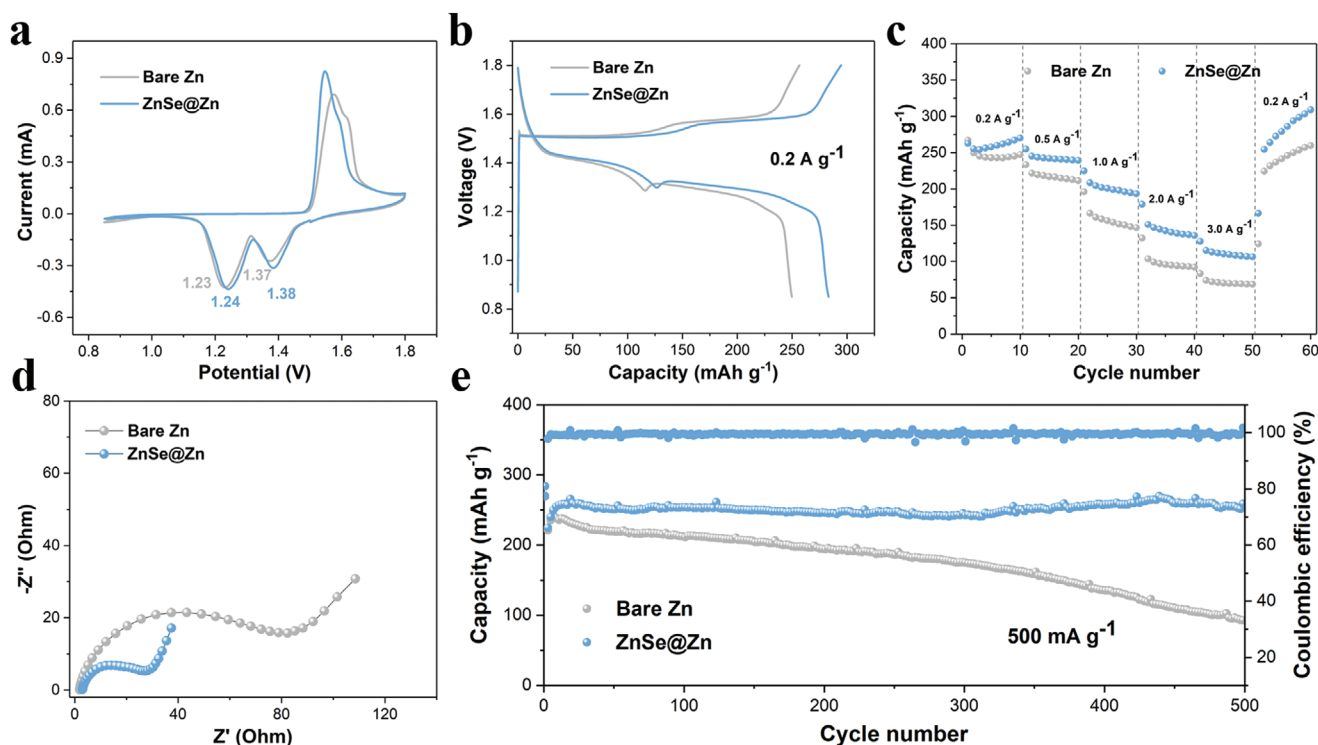 a
0.9
0.6
0.3
0.0
-0.3
-0.6
Current (mA)
Bare Zn
ZnSe@Zn
1.23
1.24
1.37
1.38
1.0
1.2
1.4
1.6
1.8
Potential (V)
b
1.8
1.6
1.4
1.2
1.0
0.8
Voltage (V)
Bare Zn
ZnSe@Zn
0.2 A g⁻¹
0
50
100
150
200
250
300
Capacity (mAh g⁻¹)
c
400
350
300
250
200
150
100
50
0
Capacity (mAh g⁻¹)
Bare Zn
ZnSe@Zn
0.2 A g⁻¹
0.5 A g⁻¹
1.0 A g⁻¹
2.0 A g⁻¹
3.0 A g⁻¹
0.2 A g⁻¹
0
10
20
30
40
50
60
Cycle number
d
80
60
40
20
0
-Z" (Ohm)
Bare Zn
ZnSe@Zn
0
40
80
120
Z' (Ohm)
e
400
300
200
100
0
Capacity (mAh g⁻¹)
Bare Zn
ZnSe@Zn
500 mA g⁻¹
100
80
60
40
20
Coulombic efficiency (%)
0
100
200
300
400
500
Cycle number